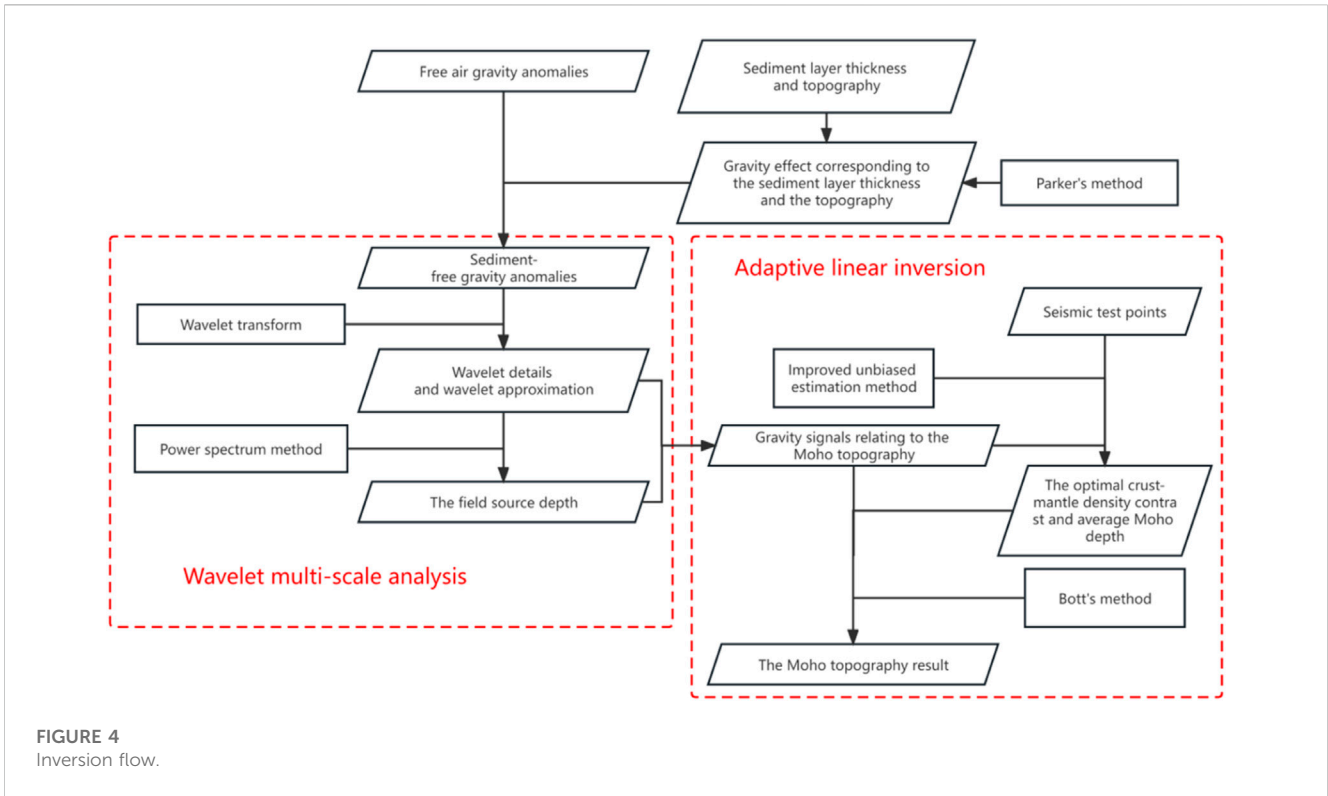 Free air gravity anomalies
Sediment layer thickness
and topography
Gravity effect corresponding to
the sediment layer thickness
and the topography
Parker's method
Sediment-
free gravity anomalies
Adaptive linear inversion
Wavelet transform
Seismic test points
Wavelet details
and wavelet approximation
Improved unbiased
estimation method
Power spectrum method
Gravity signals relating to the
Moho topography
The field source depth
The optimal crust-
mantle density contra
st and average Moho
depth
Wavelet multi-scale analysis
Bott's method
The Moho topography result
FIGURE 4
Inversion flow.